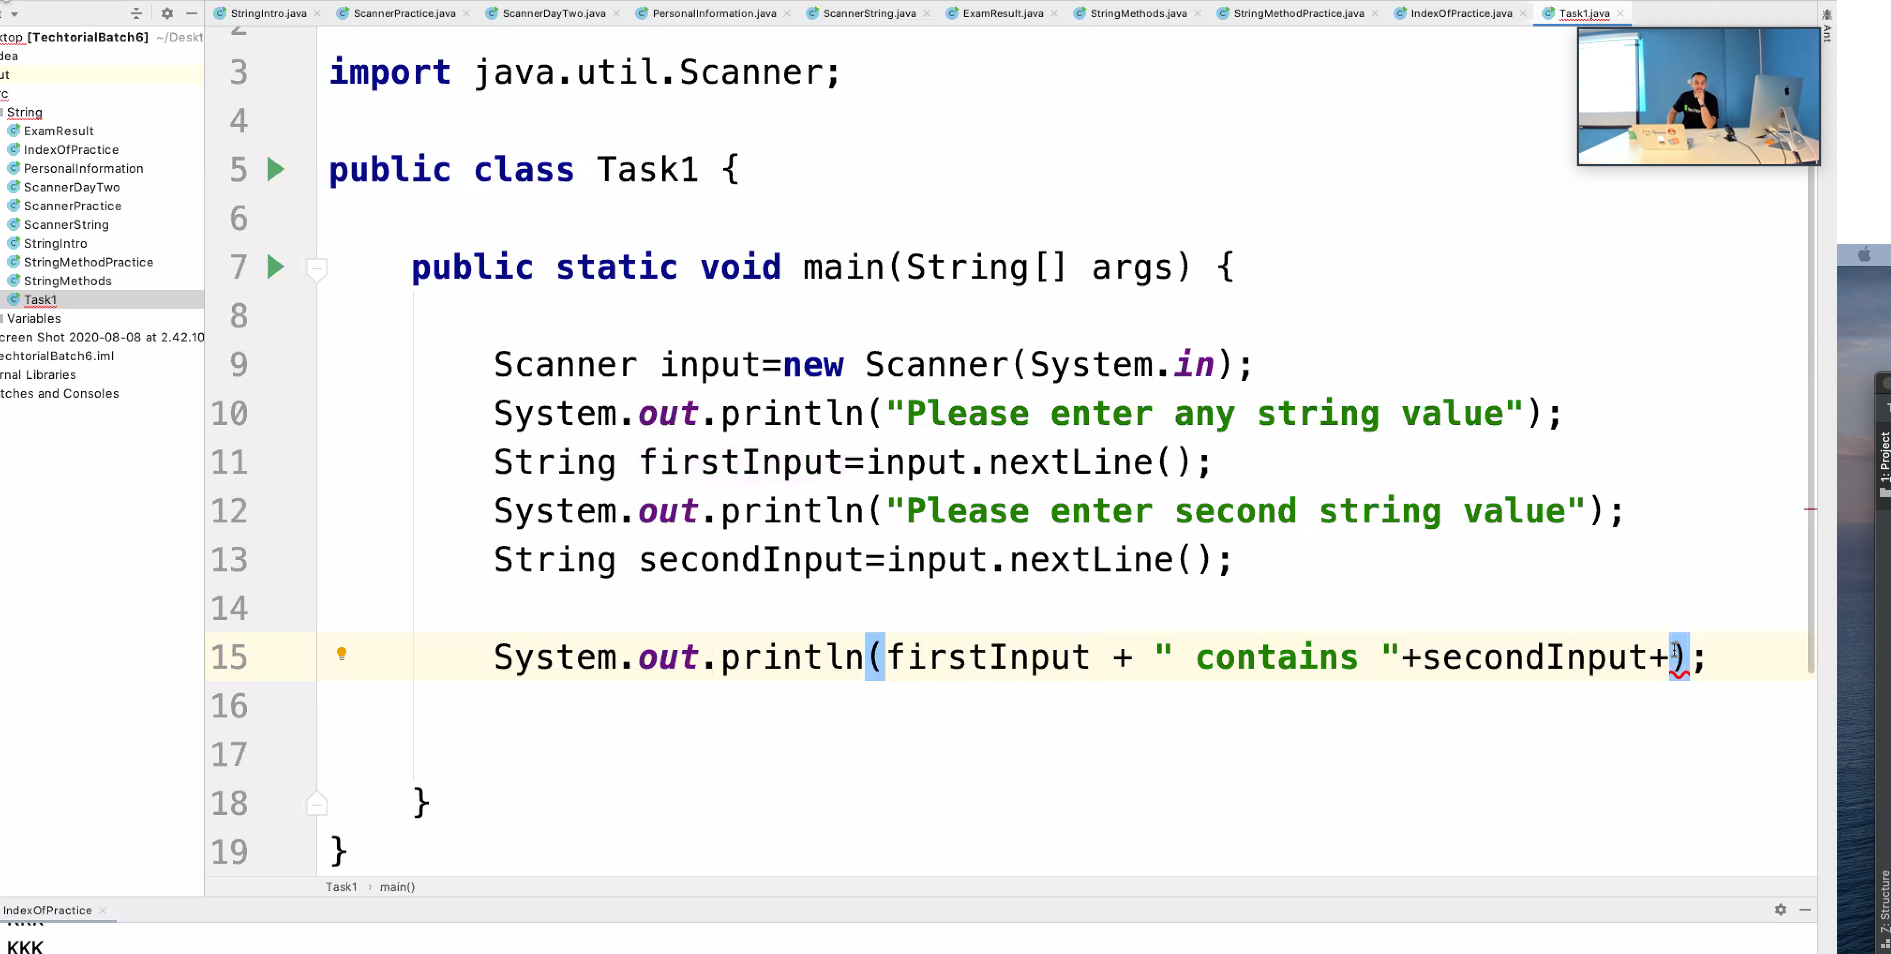 StringIntro.java ScannerPractice.java ScannerDayTwo.java PersonalInformation.java ScannerString.java ExamResult.java StringMethods.java StringMethodPractice.java IndexOfPractice.java Task1.java
Ant
ktop [TechtorialBatch6] ~/Deskt
dea
ut
rc
String
ExamResult
IndexOfPractice
PersonalInformation
ScannerDayTwo
ScannerPractice
ScannerString
StringIntro
StringMethodPractice
StringMethods
Task1
Variables
creen Shot 2020-08-08 at 2.42.10
echtorialBatch6.iml
rnal Libraries
tches and Consoles
2
3 import java.util.Scanner;
4
5 public class Task1 {
6
7 public static void main(String[] args) {
8
9 Scanner input=new Scanner(System.in);
10 System.out.println("Please enter any string value");
11 String firstInput=input.nextLine();
12 System.out.println("Please enter second string value");
13 String secondInput=input.nextLine();
14
15 System.out.println(firstInput + " contains "+secondInput+);
16
17
18 }
19 }
Task1 › main()
1: Project
7: Structure
IndexOfPractice
KKK
KKK